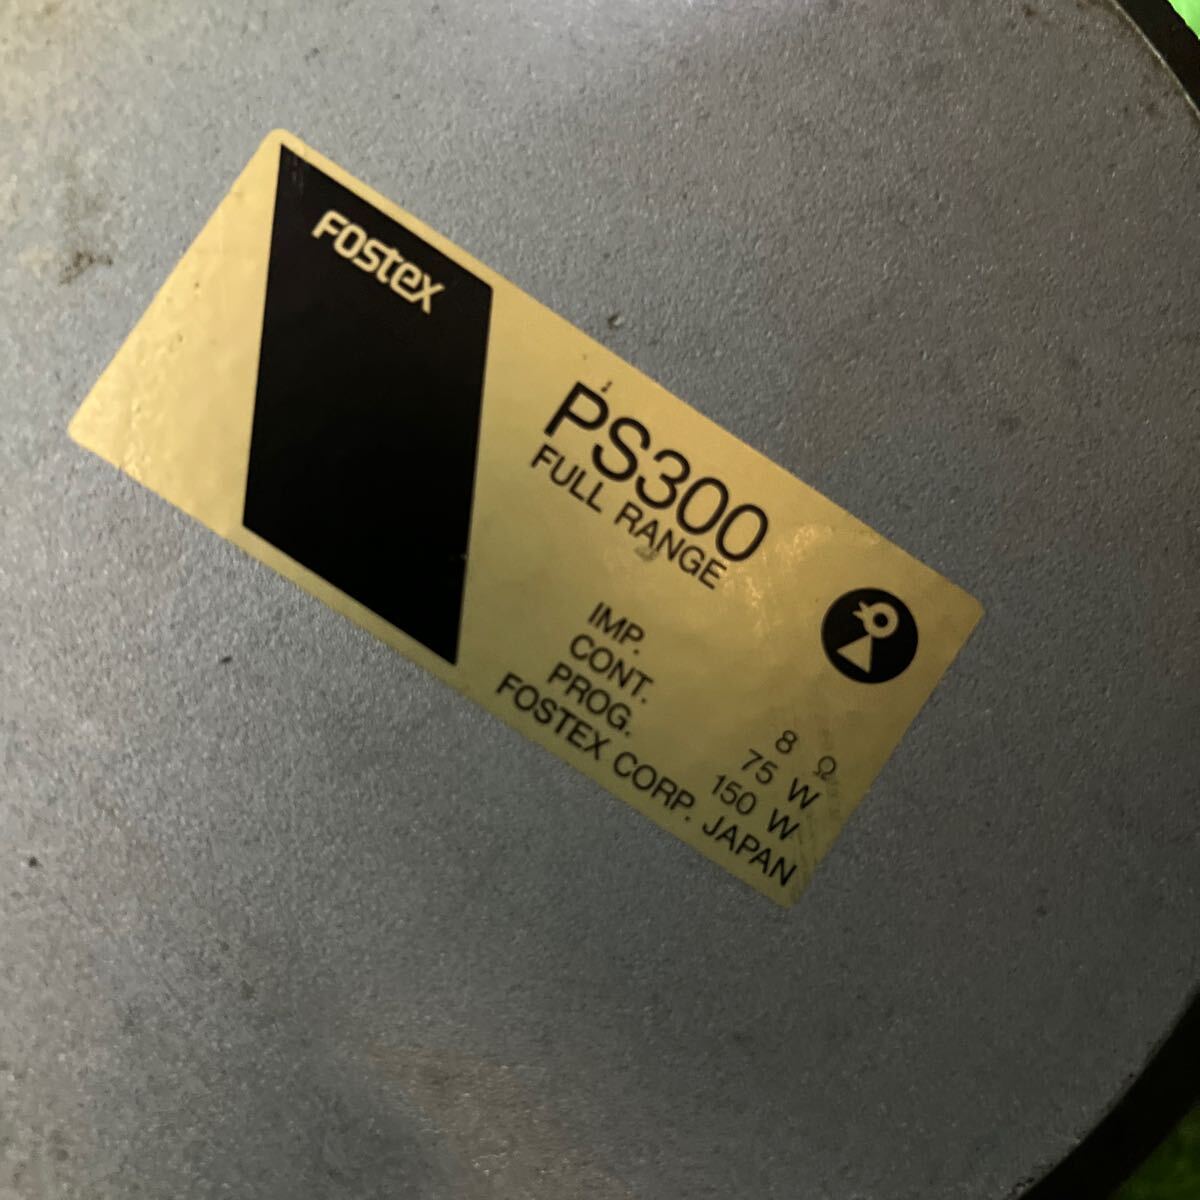 FOSTEX
PS300
FULL RANGE
IMP. 8 Ω
CONT. 75 W
PROG. 150 W
FOSTEX CORP. JAPAN